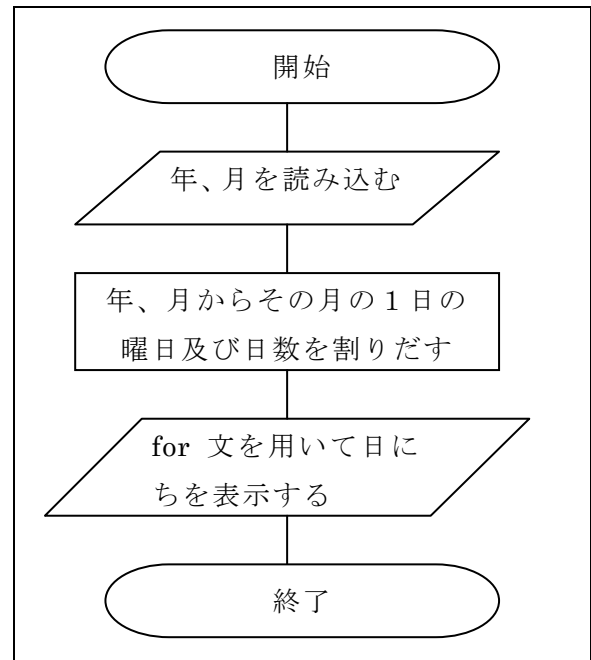 開始
年、月を読み込む
年、月からその月の１日の
曜日及び日数を割りだす
for 文を用いて日に
ちを表示する
終了